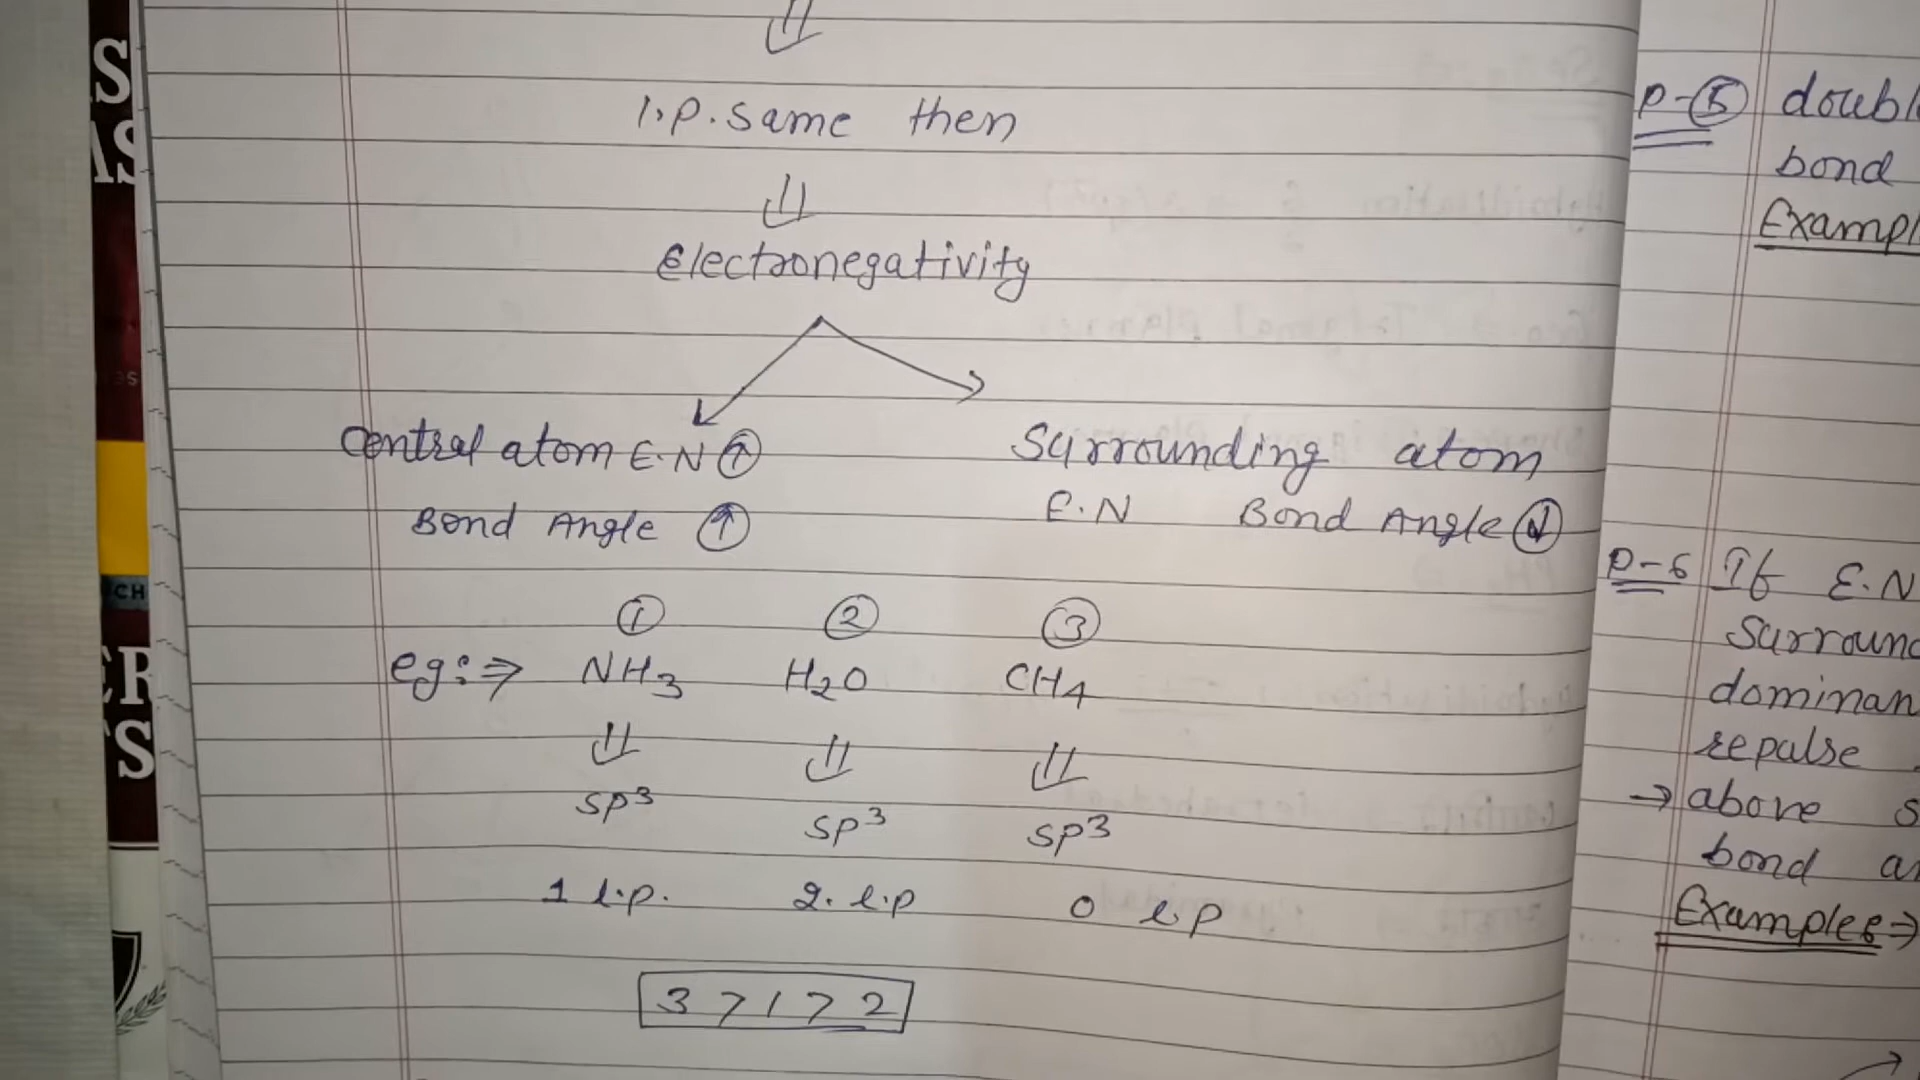 l.p. same then
Electronegativity
Central atom E.N ↑
Bond Angle ↑
Surrounding atom
E.N Bond Angle ↓
① ② ③
eg:⇒ NH3 H2O CH4
sp3 sp3 sp3
1 l.p. 2. l.p 0 l.p
3 > 1 > 2
P-5 doubl
bond
Exampl
P-6 If E.N
Surroun
dominan
repulse
→ above s
bond a
Examples⇒
CH
ER